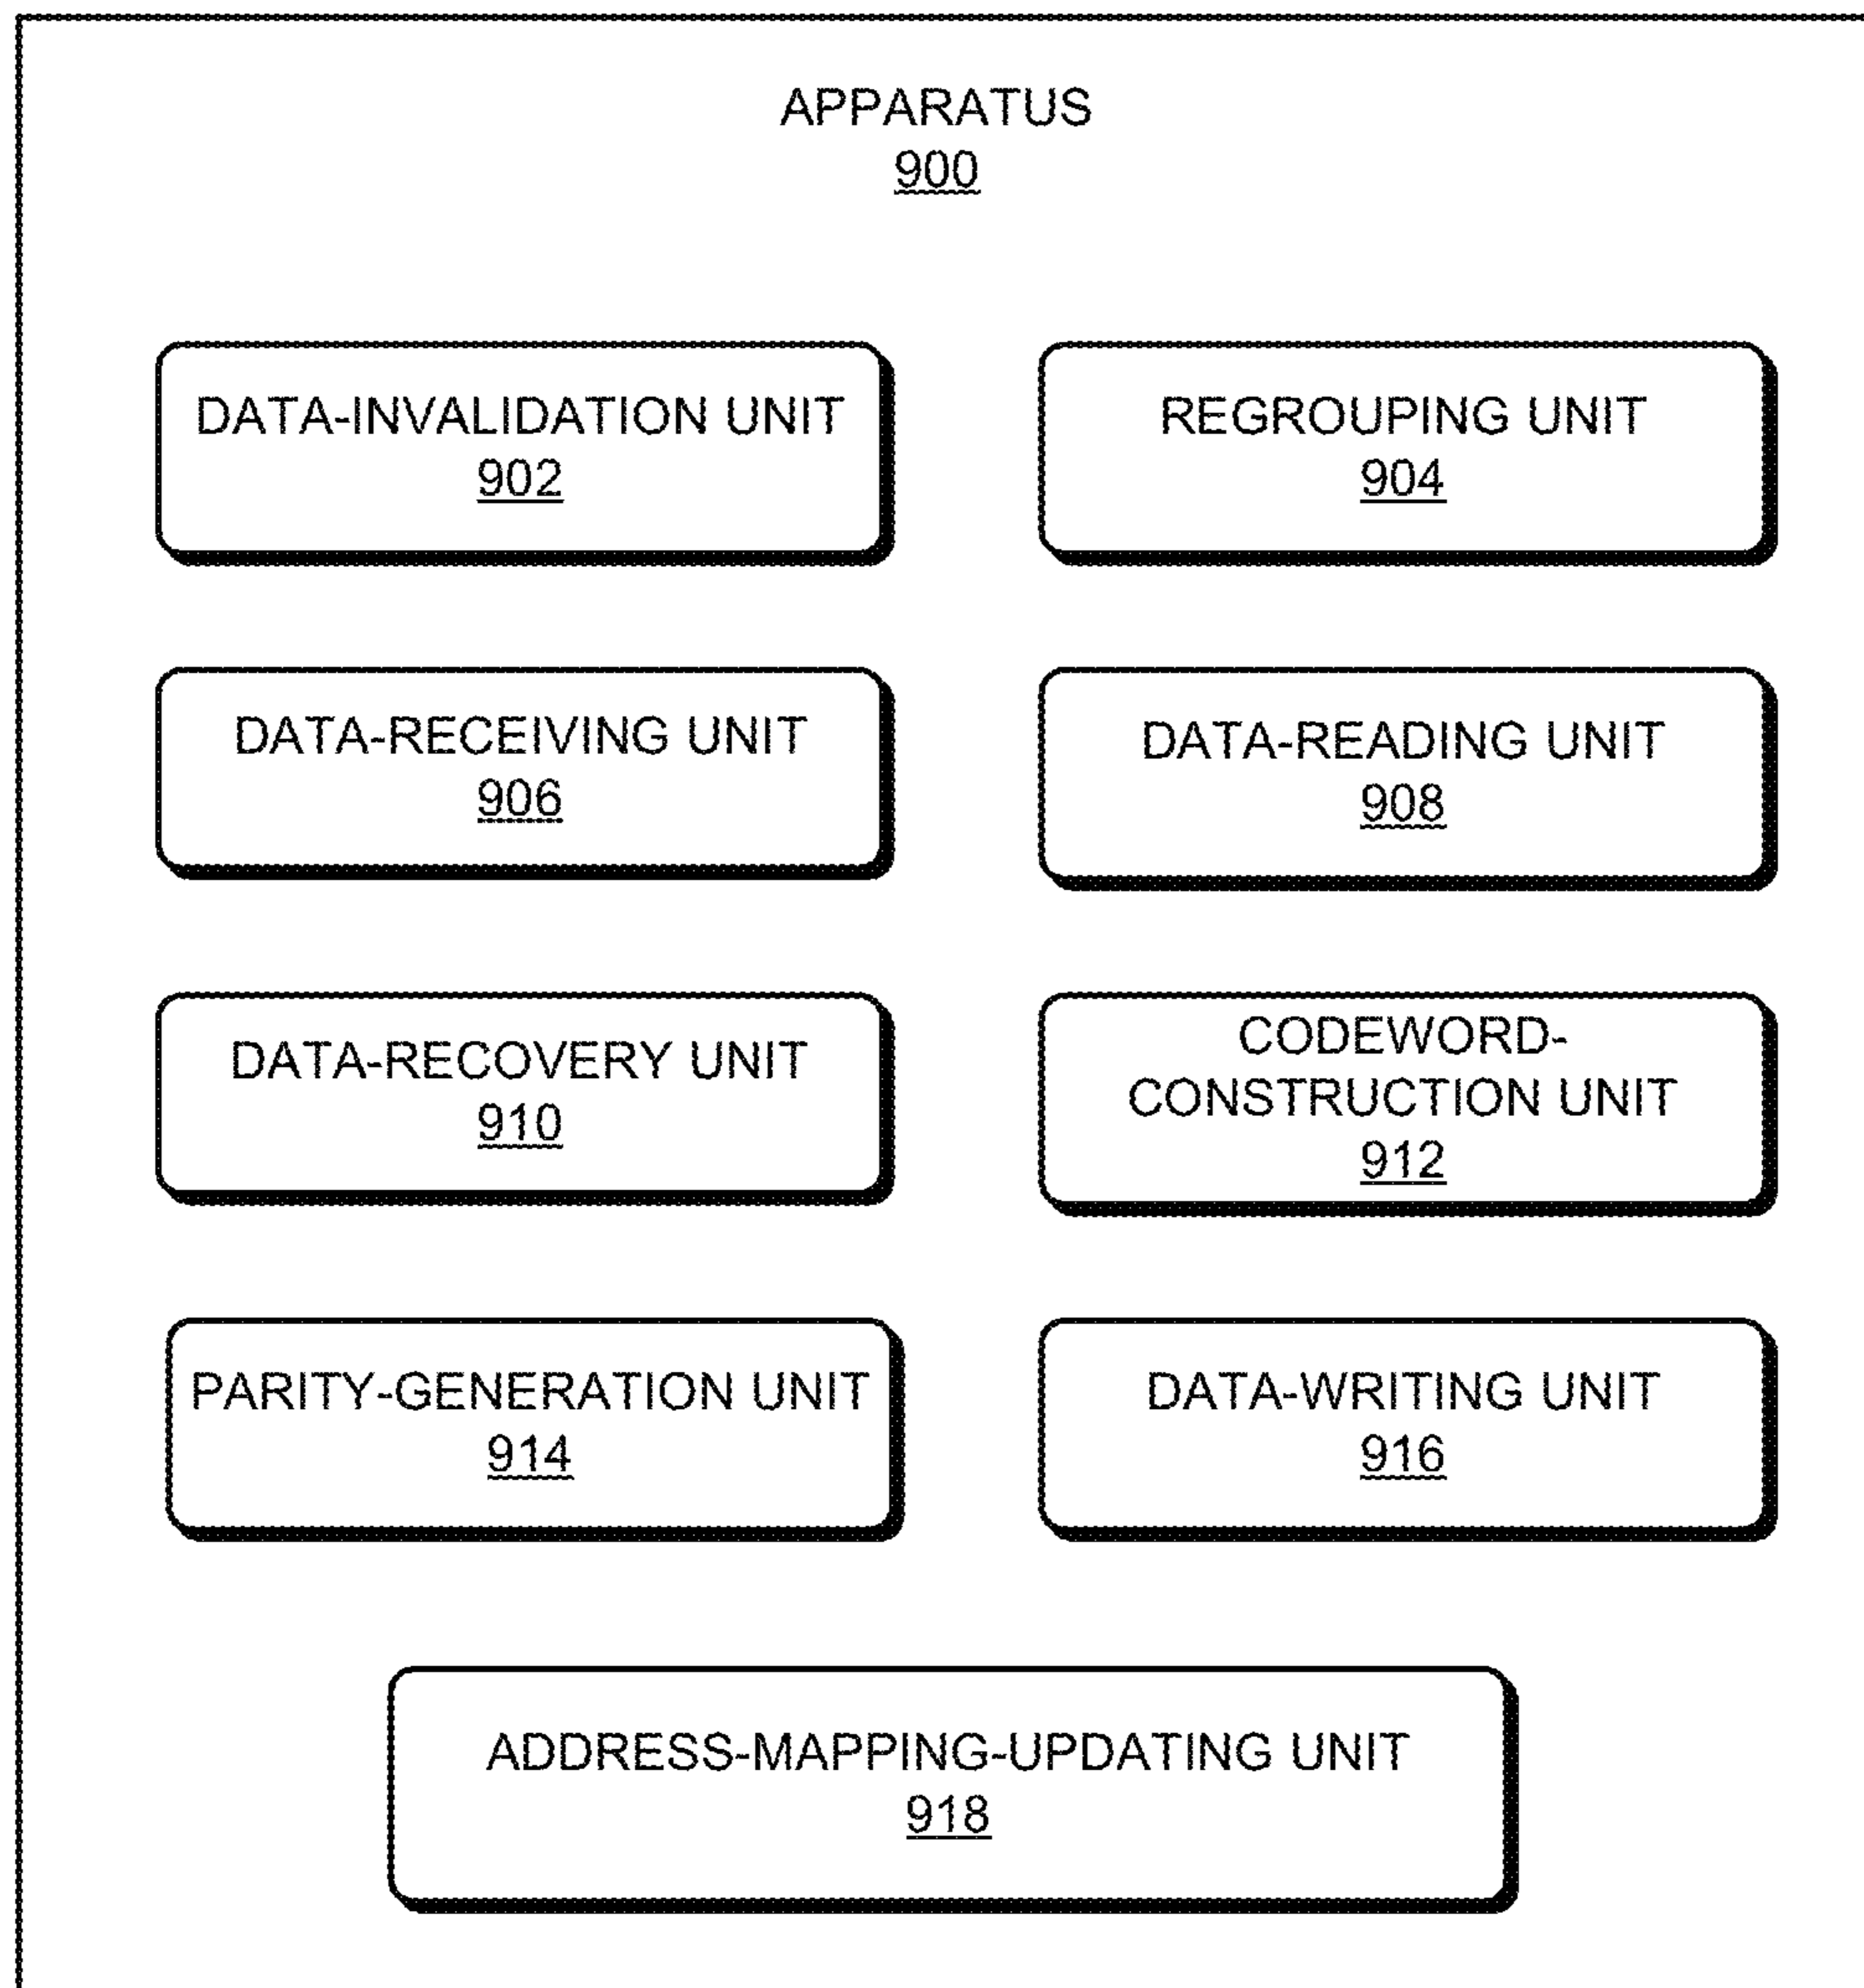 APPARATUS
900
DATA-INVALIDATION UNIT
902
REGROUPING UNIT
904
DATA-RECEIVING UNIT
906
DATA-READING UNIT
908
DATA-RECOVERY UNIT
910
CODEWORD-
CONSTRUCTION UNIT
912
PARITY-GENERATION UNIT
914
DATA-WRITING UNIT
916
ADDRESS-MAPPING-UPDATING UNIT
918